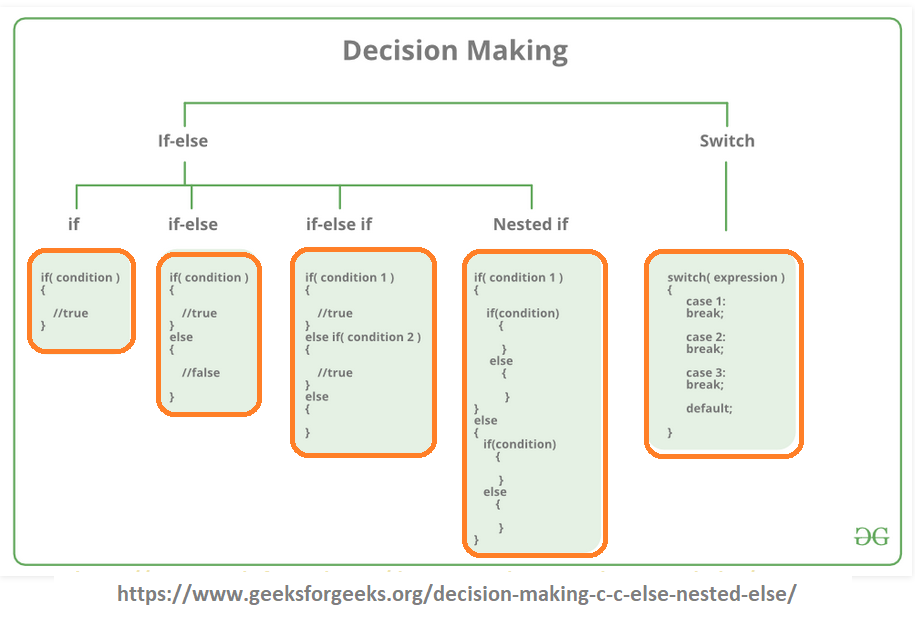 Decision Making
If-else
Switch
if
if-else
if-else if
Nested if
if( condition )
{
//true
}
if( condition )
{
//true
}
else
{
//false
}
if( condition 1 )
{
//true
}
else if( condition 2 )
{
//true
}
else
{
}
if( condition 1 )
{
if(condition)
{
}
else
{
}
}
else
{
if(condition)
{
}
else
{
}
}
switch( expression )
{
case 1:
break;
case 2:
break;
case 3:
break;
default;
}
https://www.geeksforgeeks.org/decision-making-c-c-else-nested-else/